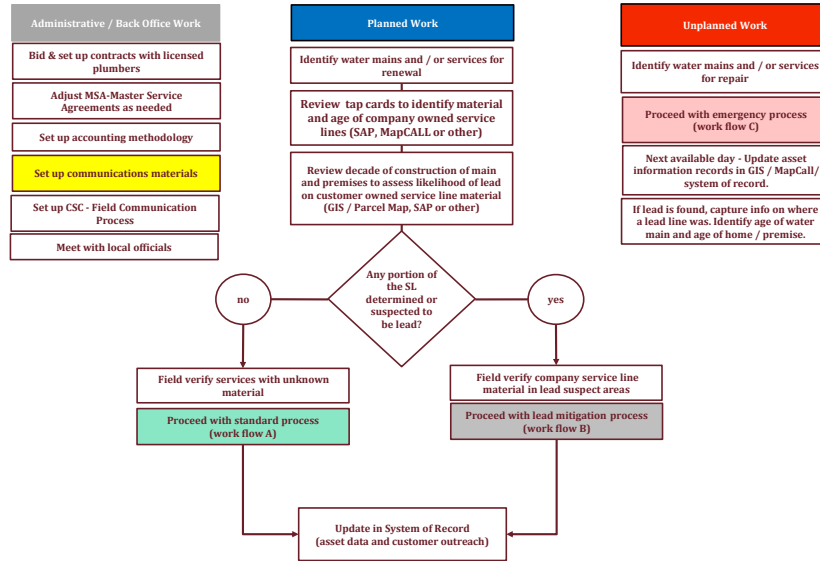 Administrative / Back Office Work
Bid & set up contracts with licensed
plumbers
Adjust MSA-Master Service
Agreements as needed
Set up accounting methodology
Set up communications materials
Set up CSC - Field Communication
Process
Meet with local officials
Planned Work
Identify water mains and / or services for
renewal
Review tap cards to identify material
and age of company owned service
lines (SAP, MapCALL or other)
Review decade of construction of main
and premises to assess likelihood of lead
on customer owned service line material
(GIS / Parcel Map, SAP or other)
Unplanned Work
Identify water mains and / or services
for repair
Proceed with emergency process
(work flow C)
Next available day - Update asset
information records in GIS / MapCall/
system of record.
If lead is found, capture info on where
a lead line was. Identify age of water
main and age of home / premise.
Any portion of
the SL
determined or
suspected to
be lead?
no
yes
Field verify services with unknown
material
Proceed with standard process
(work flow A)
Field verify company service line
material in lead suspect areas
Proceed with lead mitigation process
(work flow B)
Update in System of Record
(asset data and customer outreach)